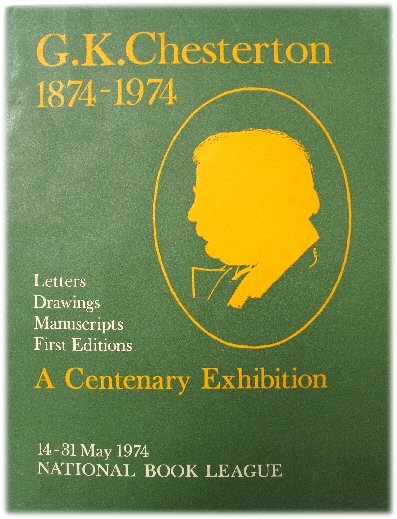 G.K.Chesterton
1874-1974
Letters
Drawings
Manuscripts
First Editions
A Centenary Exhibition
14-31 May 1974
NATIONAL BOOK LEAGUE